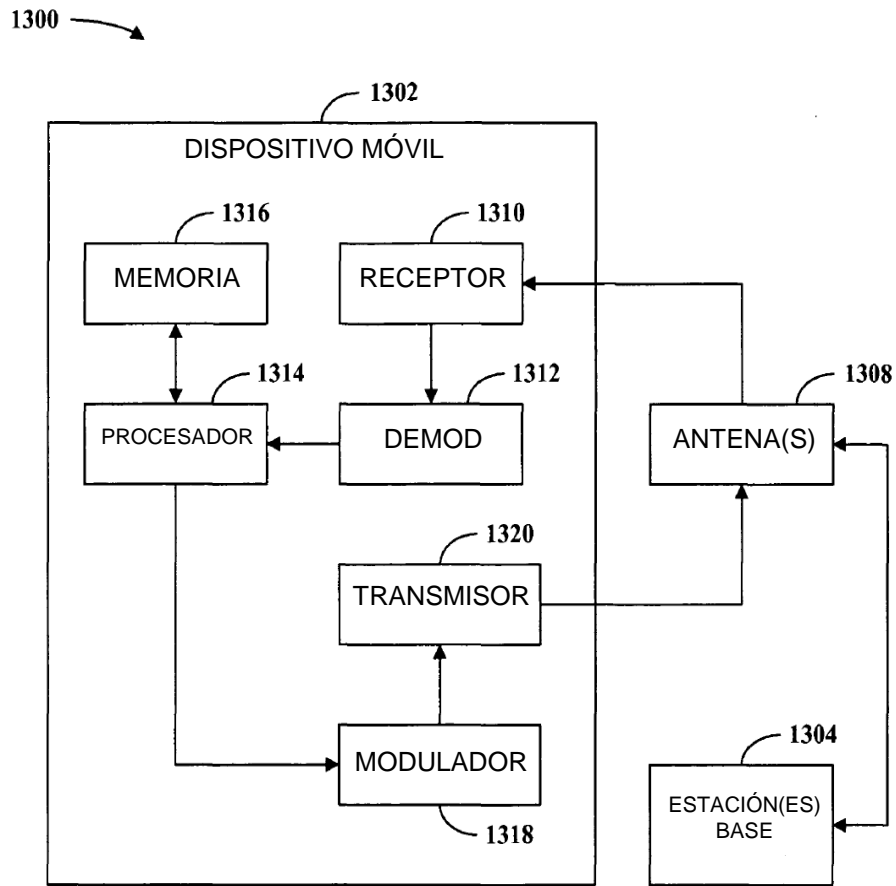 1300
1302
DISPOSITIVO MÓVIL
1316
1310
MEMORIA
RECEPTOR
1314
1312
1308
PROCESADOR
DEMOD
ANTENA(S)
1320
TRANSMISOR
1304
MODULADOR
ESTACIÓN(ES)
BASE
1318